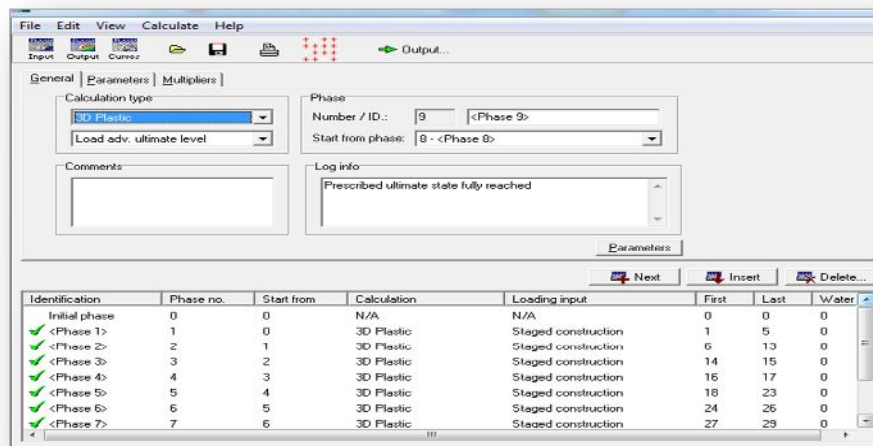 File Edit View Calculate Help
Input Output Curves Output...
General Parameters Multipliers
Calculation type
3D Plastic
Load adv. ultimate level
Phase
Number / ID.: 9 <Phase 9>
Start from phase: 8 - <Phase 8>
Comments
Log info
Prescribed ultimate state fully reached
Parameters
Next Insert Delete...
Identification Phase no. Start from Calculation Loading input First Last Water
Initial phase 0 0 N/A N/A 0 0 0
<Phase 1> 1 0 3D Plastic Staged construction 1 5 0
<Phase 2> 2 1 3D Plastic Staged construction 6 13 0
<Phase 3> 3 2 3D Plastic Staged construction 14 15 0
<Phase 4> 4 3 3D Plastic Staged construction 16 17 0
<Phase 5> 5 4 3D Plastic Staged construction 18 23 0
<Phase 6> 6 5 3D Plastic Staged construction 24 26 0
<Phase 7> 7 6 3D Plastic Staged construction 27 29 0